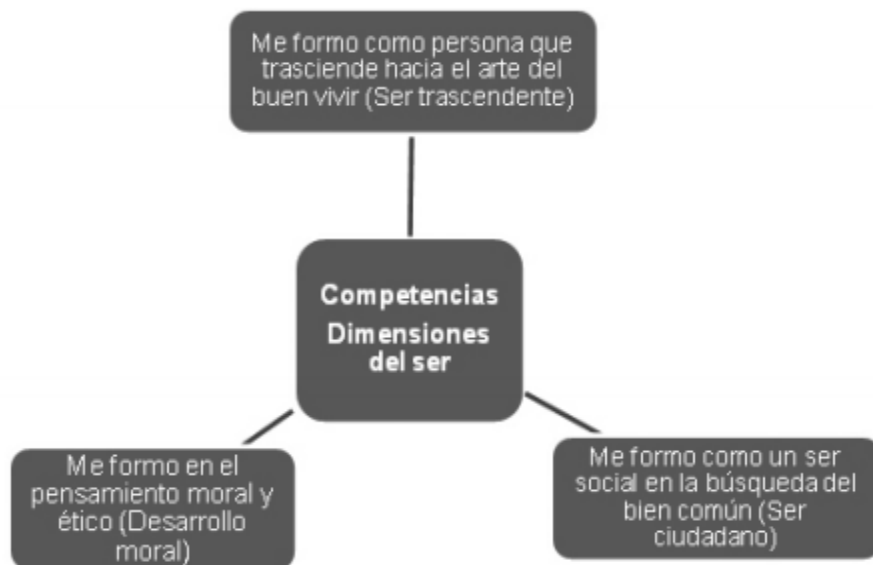 Me formo como persona que
trasciende hacia el arte del
buen vivir (Ser trascendente)
Competencias
Dimensiones
del ser
Me formo en el
pensamiento moral y
ético (Desarrollo
moral)
Me formo como un ser
social en la búsqueda del
bien común (Ser
ciudadano)